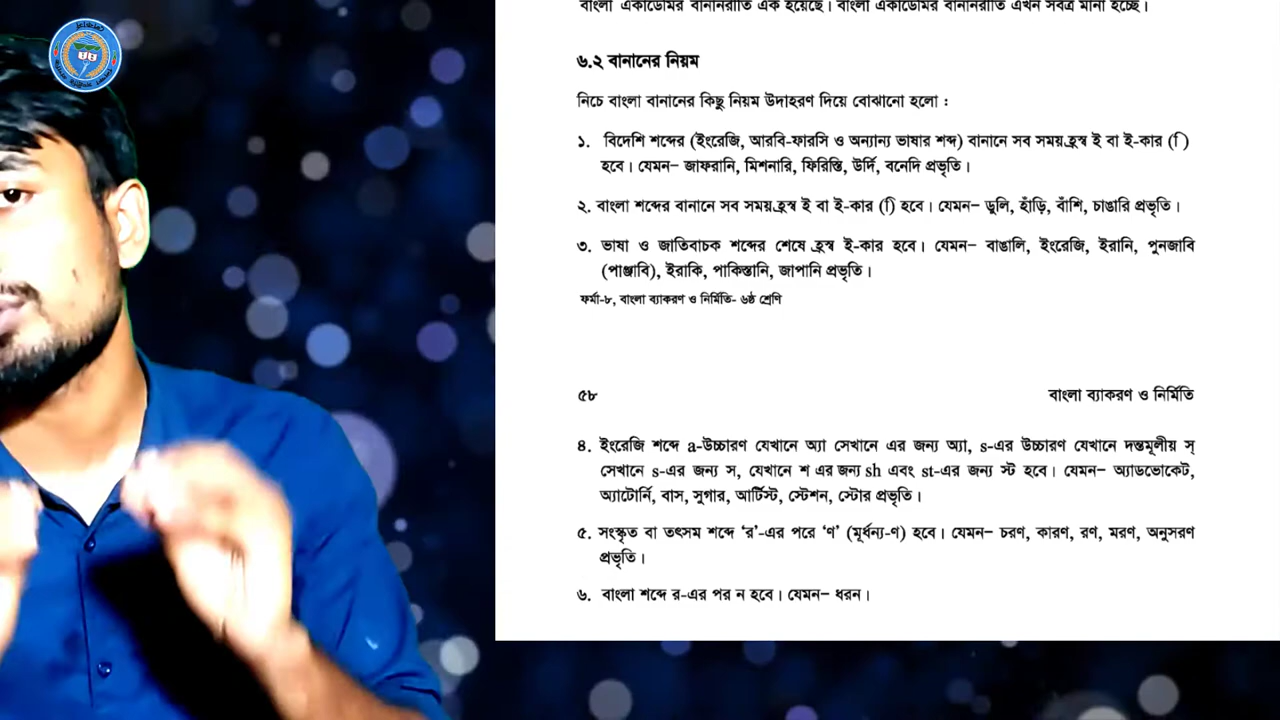 বাংলা একাডেমির বানানরীতি এক হয়েছে। বাংলা একাডেমির বানানরীতি এখন সর্বত্র মানা হচ্ছে।
৬.২ বানানের নিয়ম
নিচে বাংলা বানানের কিছু নিয়ম উদাহরণ দিয়ে বোঝানো হলো :
১. বিদেশি শব্দের (ইংরেজি, আরবি-ফারসি ও অন্যান্য ভাষার শব্দ) বানানে সব সময় হ্রস্ব ই বা ই-কার (ি)
হবে। যেমন− জাফরানি, মিশনারি, ফিরিস্তি, উর্দি, বনেদি প্রভৃতি।
২. বাংলা শব্দের বানানে সব সময় হ্রস্ব ই বা ই-কার (ি) হবে। যেমন− ডুলি, হাঁড়ি, বাঁশি, চাঙারি প্রভৃতি।
৩. ভাষা ও জাতিবাচক শব্দের শেষে হ্রস্ব ই-কার হবে। যেমন− বাঙালি, ইংরেজি, ইরানি, পুনজাবি
(পাঞ্জাবি), ইরাকি, পাকিস্তানি, জাপানি প্রভৃতি।
ফর্মা-৮, বাংলা ব্যাকরণ ও নির্মিতি- ৬ষ্ঠ শ্রেণি
৫৮ বাংলা ব্যাকরণ ও নির্মিতি
৪. ইংরেজি শব্দে a-উচ্চারণ যেখানে অ্যা সেখানে এর জন্য অ্যা, s-এর উচ্চারণ যেখানে দন্তমূলীয় স্
সেখানে s-এর জন্য স, যেখানে শ এর জন্য sh এবং st-এর জন্য স্ট হবে। যেমন− অ্যাডভোকেট,
অ্যাটোর্নি, বাস, সুগার, আর্টিস্ট, স্টেশন, স্টোর প্রভৃতি।
৫. সংস্কৃত বা তৎসম শব্দে ‘র’-এর পরে ‘ণ’ (মূর্ধন্য-ণ) হবে। যেমন− চরণ, কারণ, রণ, মরণ, অনুসরণ
প্রভৃতি।
৬. বাংলা শব্দে র-এর পর ন হবে। যেমন− ধরন।